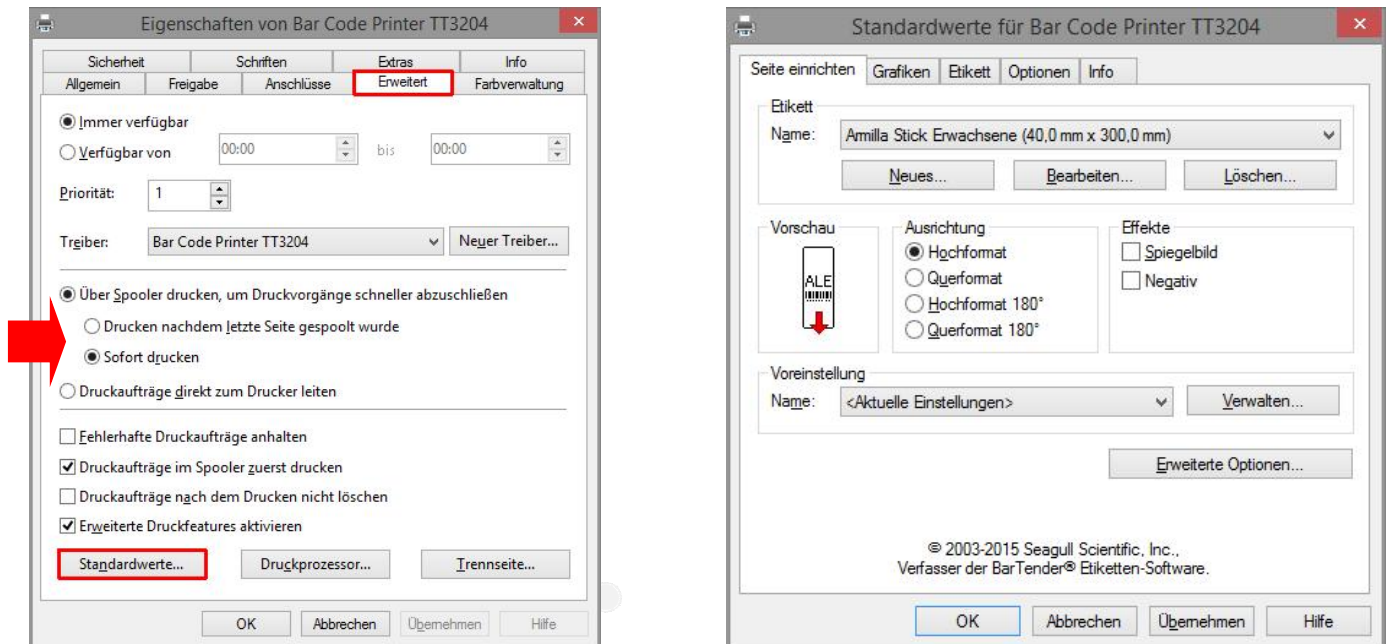 Eigenschaften von Bar Code Printer TT3204
Sicherheit Schriften Extras Info
Allgemein Freigabe Anschlüsse Erweitert Farbverwaltung
Immer verfügbar
Verfügbar von 00:00 bis 00:00
Priorität: 1
Treiber: Bar Code Printer TT3204 Neuer Treiber...
Über Spooler drucken, um Druckvorgänge schneller abzuschließen
Drucken nachdem letzte Seite gespoolt wurde
Sofort drucken
Druckaufträge direkt zum Drucker leiten
Fehlerhafte Druckaufträge anhalten
Druckaufträge im Spooler zuerst drucken
Druckaufträge nach dem Drucken nicht löschen
Erweiterte Druckfeatures aktivieren
Standardwerte... Druckprozessor... Trennseite...
OK Abbrechen Übernehmen Hilfe
Standardwerte für Bar Code Printer TT3204
Seite einrichten Grafiken Etikett Optionen Info
Etikett
Name: Armilla Stick Erwachsene (40,0 mm x 300,0 mm)
Neues... Bearbeiten... Löschen...
Vorschau Ausrichtung Effekte
Hochformat Spiegelbild
ALE Querformat Negativ
Hochformat 180°
Querformat 180°
Voreinstellung
Name: <Aktuelle Einstellungen> Verwalten...
Erweiterte Optionen...
© 2003-2015 Seagull Scientific, Inc.,
Verfasser der BarTender® Etiketten-Software.
OK Abbrechen Übernehmen Hilfe